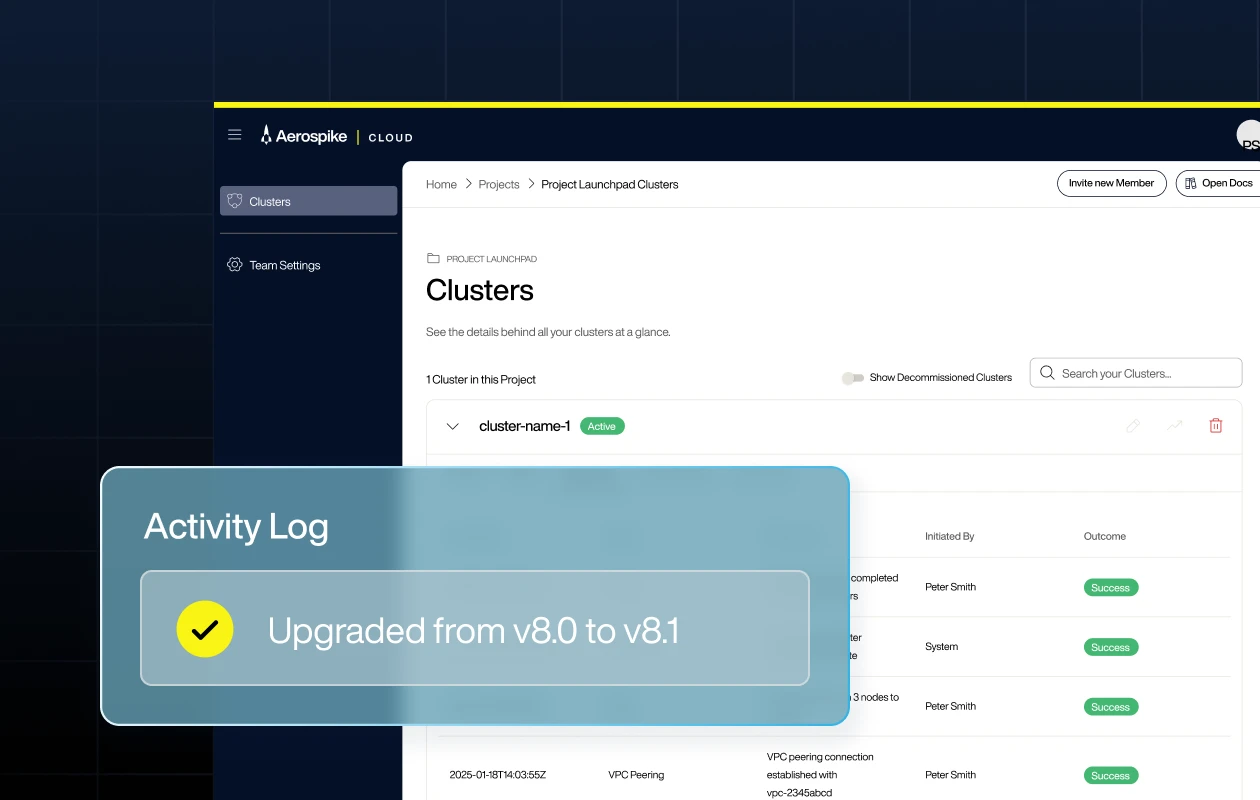 Aerospike | CLOUD
PS
Clusters
Team Settings
Home > Projects > Project Launchpad Clusters
Invite new Member
Open Docs
PROJECT LAUNCHPAD
Clusters
See the details behind all your clusters at a glance.
1 Cluster in this Project
Show Decommissioned Clusters
Search your Clusters...
cluster-name-1
Active
Activity Log
Upgraded from v8.0 to v8.1
Initiated By
Outcome
completed
rs
Peter Smith
Success
ter
te
System
Success
3 nodes to
Peter Smith
Success
2025-01-18T14:03:55Z
VPC Peering
VPC peering connection
established with
vpc-2345abcd
Peter Smith
Success